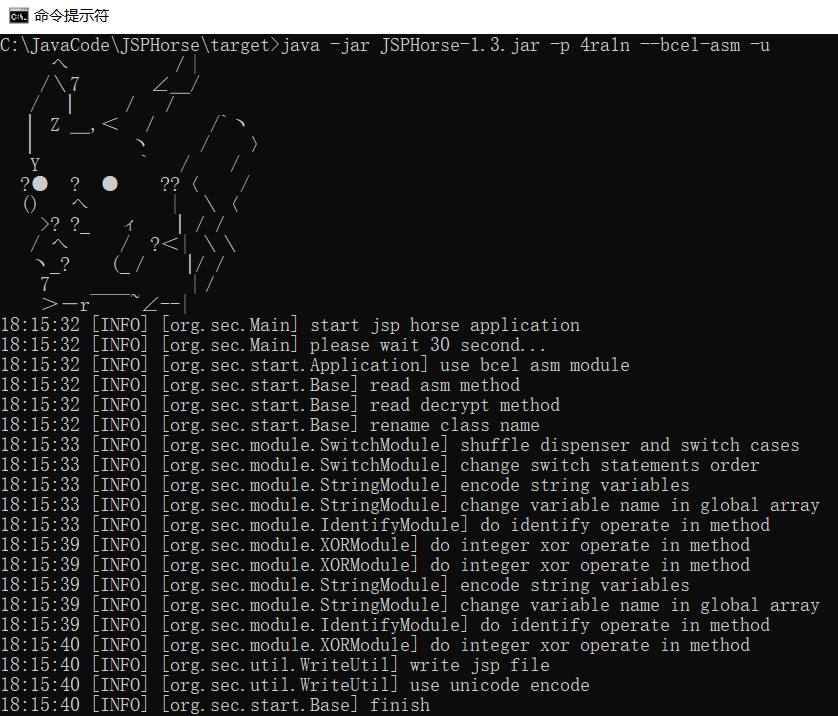 命令提示符
C:\JavaCode\JSPHorse\target>java -jar JSPHorse-1.3.jar -p 4ra1n --bcel-asm -u
へ / |
/\7 ∠__/
/ | / /
| Z __,< / /`ヽ
| ヽ / 〉
Y ` / /
?● ? ● ?? 〈 /
() へ | \ 〈
>? ?_ ィ | / /
/ へ / ?<| \\
ヽ_? (_/ |/ /
7 |/
>―r￣￣~∠--|
18:15:32 [INFO] [org.sec.Main] start jsp horse application
18:15:32 [INFO] [org.sec.Main] please wait 30 second...
18:15:32 [INFO] [org.sec.start.Application] use bcel asm module
18:15:32 [INFO] [org.sec.start.Base] read asm method
18:15:32 [INFO] [org.sec.start.Base] read decrypt method
18:15:32 [INFO] [org.sec.start.Base] rename class name
18:15:33 [INFO] [org.sec.module.SwitchModule] shuffle dispenser and switch cases
18:15:33 [INFO] [org.sec.module.SwitchModule] change switch statements order
18:15:33 [INFO] [org.sec.module.StringModule] encode string variables
18:15:33 [INFO] [org.sec.module.StringModule] change variable name in global array
18:15:33 [INFO] [org.sec.module.IdentifyModule] do identify operate in method
18:15:39 [INFO] [org.sec.module.XORModule] do integer xor operate in method
18:15:39 [INFO] [org.sec.module.XORModule] do integer xor operate in method
18:15:39 [INFO] [org.sec.module.StringModule] encode string variables
18:15:39 [INFO] [org.sec.module.StringModule] change variable name in global array
18:15:39 [INFO] [org.sec.module.IdentifyModule] do identify operate in method
18:15:40 [INFO] [org.sec.module.XORModule] do integer xor operate in method
18:15:40 [INFO] [org.sec.util.WriteUtil] write jsp file
18:15:40 [INFO] [org.sec.util.WriteUtil] use unicode encode
18:15:40 [INFO] [org.sec.start.Base] finish